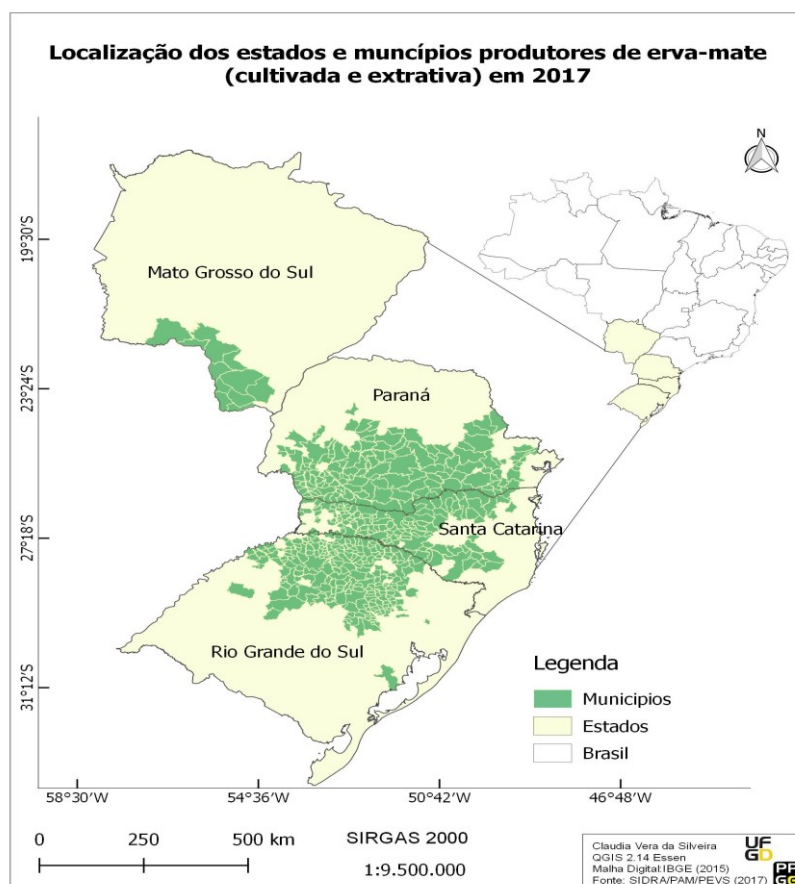 Localização dos estados e muncípios produtores de erva-mate
(cultivada e extrativa) em 2017
N
19°30'S
Mato Grosso do Sul
23°24'S
Paraná
27°18'S
Santa Catarina
Rio Grande do Sul
31°12'S
Legenda
Municipios
Estados
Brasil
58°30'W
54°36'W
50°42'W
46°48'W
0 250 500 km
SIRGAS 2000
1:9.500.000
Claudia Vera da Silveira
QGIS 2.14 Essen
Malha Digital:IBGE (2015)
Fonte: SIDRA/PAM/PEVS (2017)
UF
GD